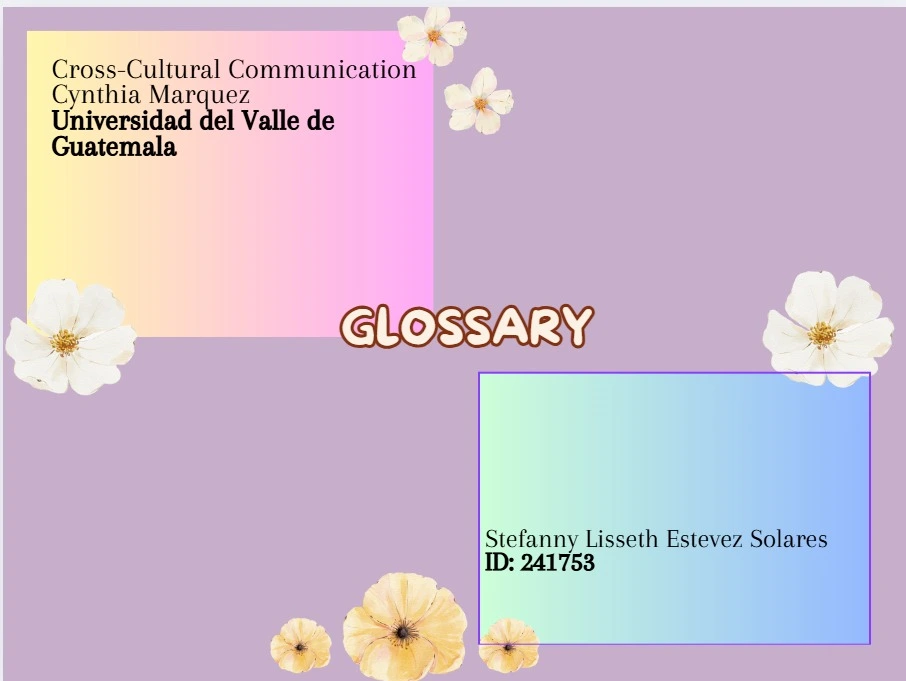 Cross-Cultural Communication
Cynthia Marquez
Universidad del Valle de
Guatemala
GLOSSARY
Stefanny Lisseth Estevez Solares
ID: 241753